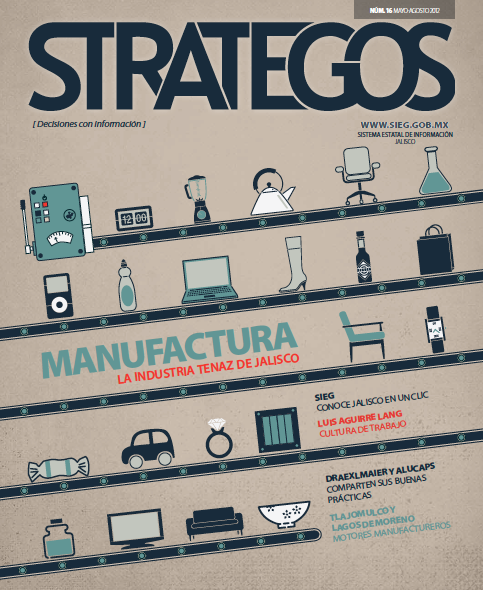 NÚM. 16 MAYO AGOSTO 2012
STRATEGOS
[ Decisiones con información ]
WWW.SIEG.GOB.MX
SISTEMA ESTATAL DE INFORMACIÓN
JALISCO
12:00
MANUFACTURA
LA INDUSTRIA TENAZ DE JALISCO
SIEG
CONOCE JALISCO EN UN CLIC
LUIS AGUIRRE LANG
CULTURA DE TRABAJO
DRAEXLMAIER Y ALUCAPS
COMPARTEN SUS BUENAS
PRÁCTICAS
TLAJOMULCO Y
LAGOS DE MORENO
MOTORES MANUFACTUREROS